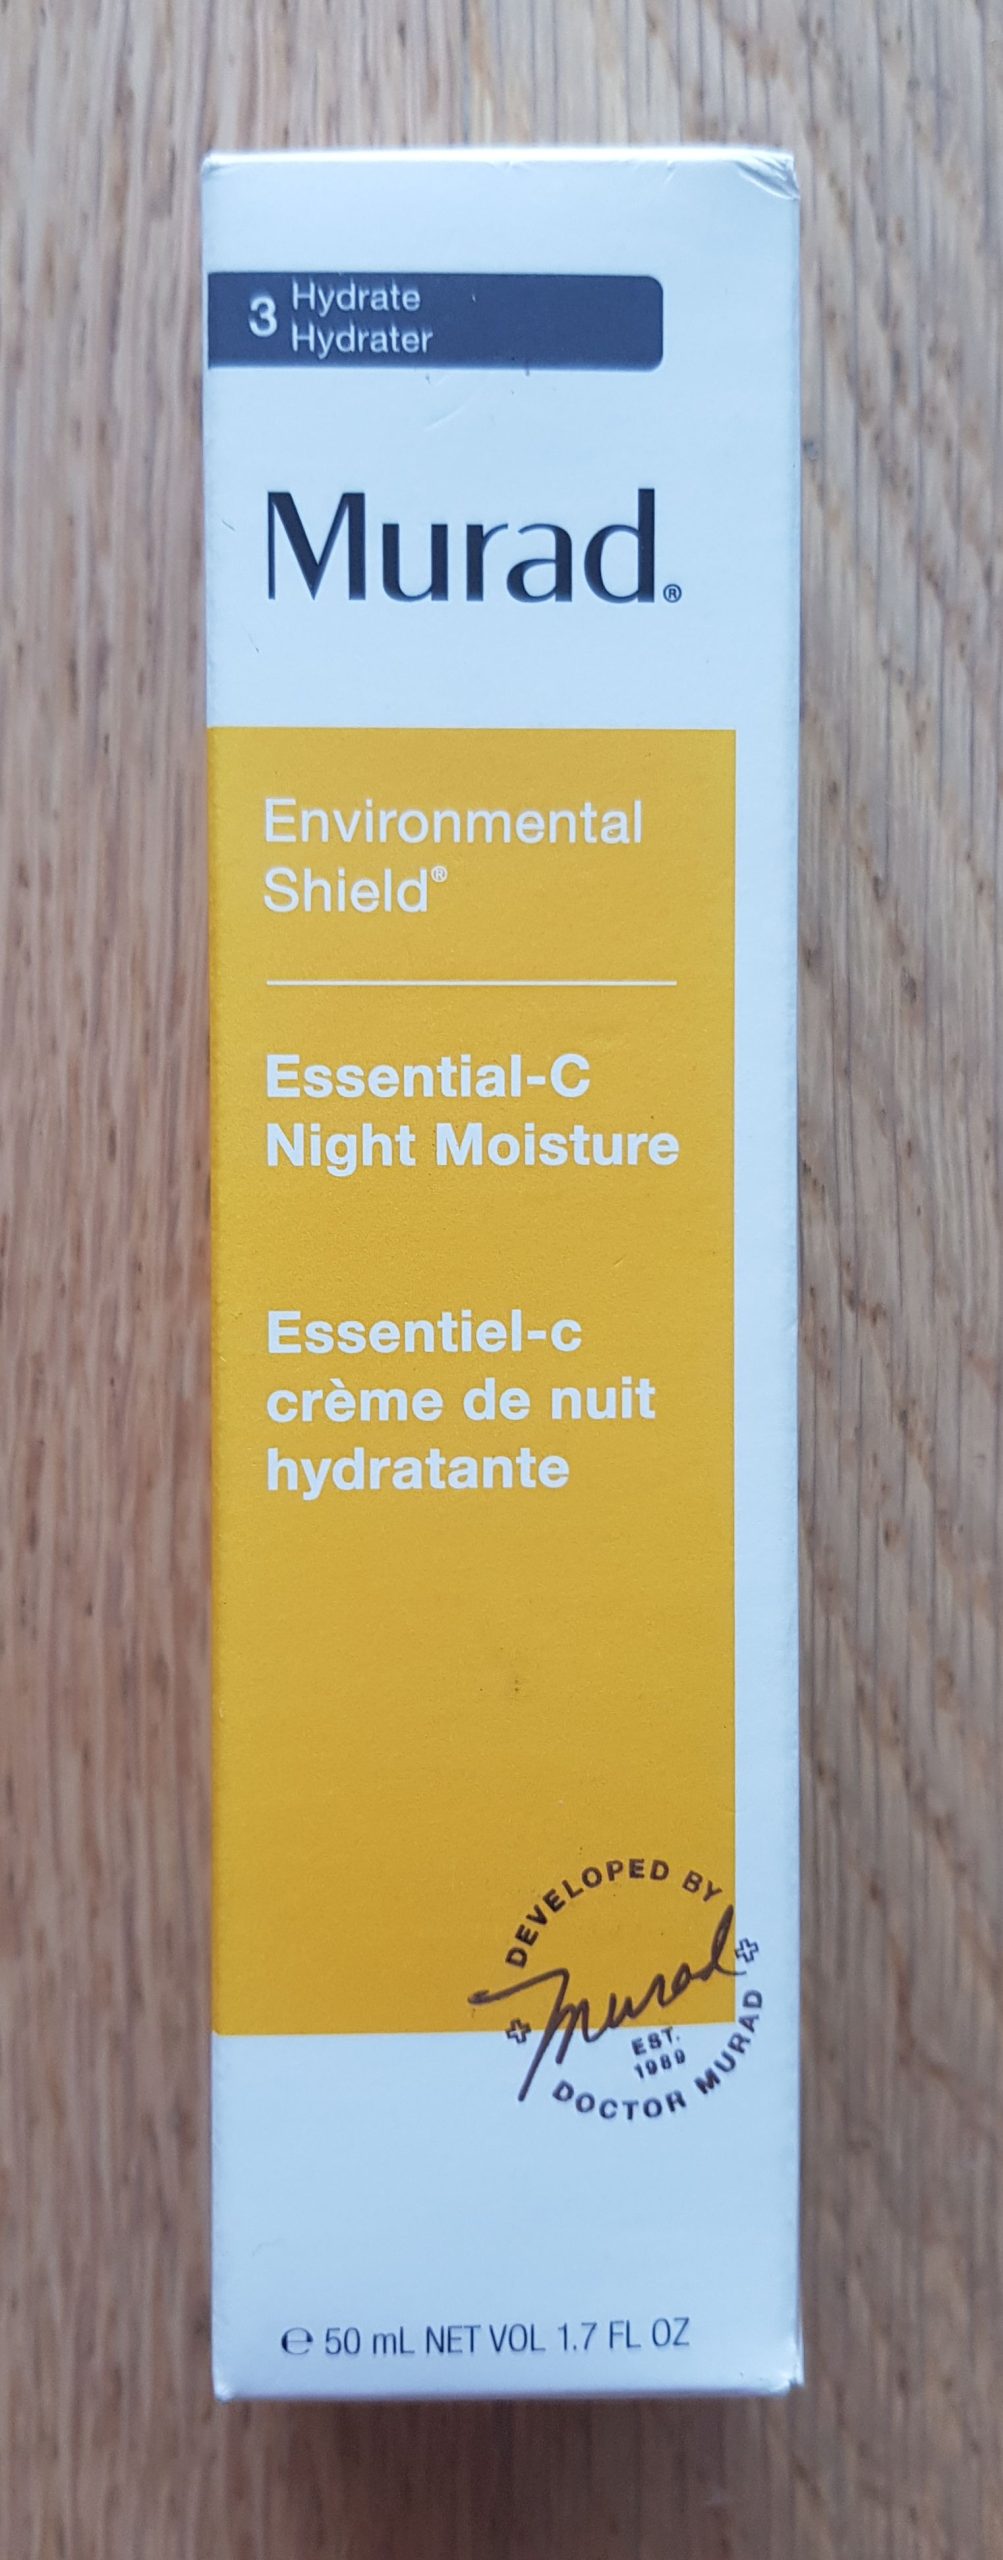 3 Hydrate
Hydrater
Murad®
Environmental
Shield®
Essential-C
Night Moisture
Essentiel-c
crème de nuit
hydratante
DEVELOPED BY
Murad
EST.
1989
DOCTOR MURAD
℮ 50 mL NET VOL 1.7 FL OZ